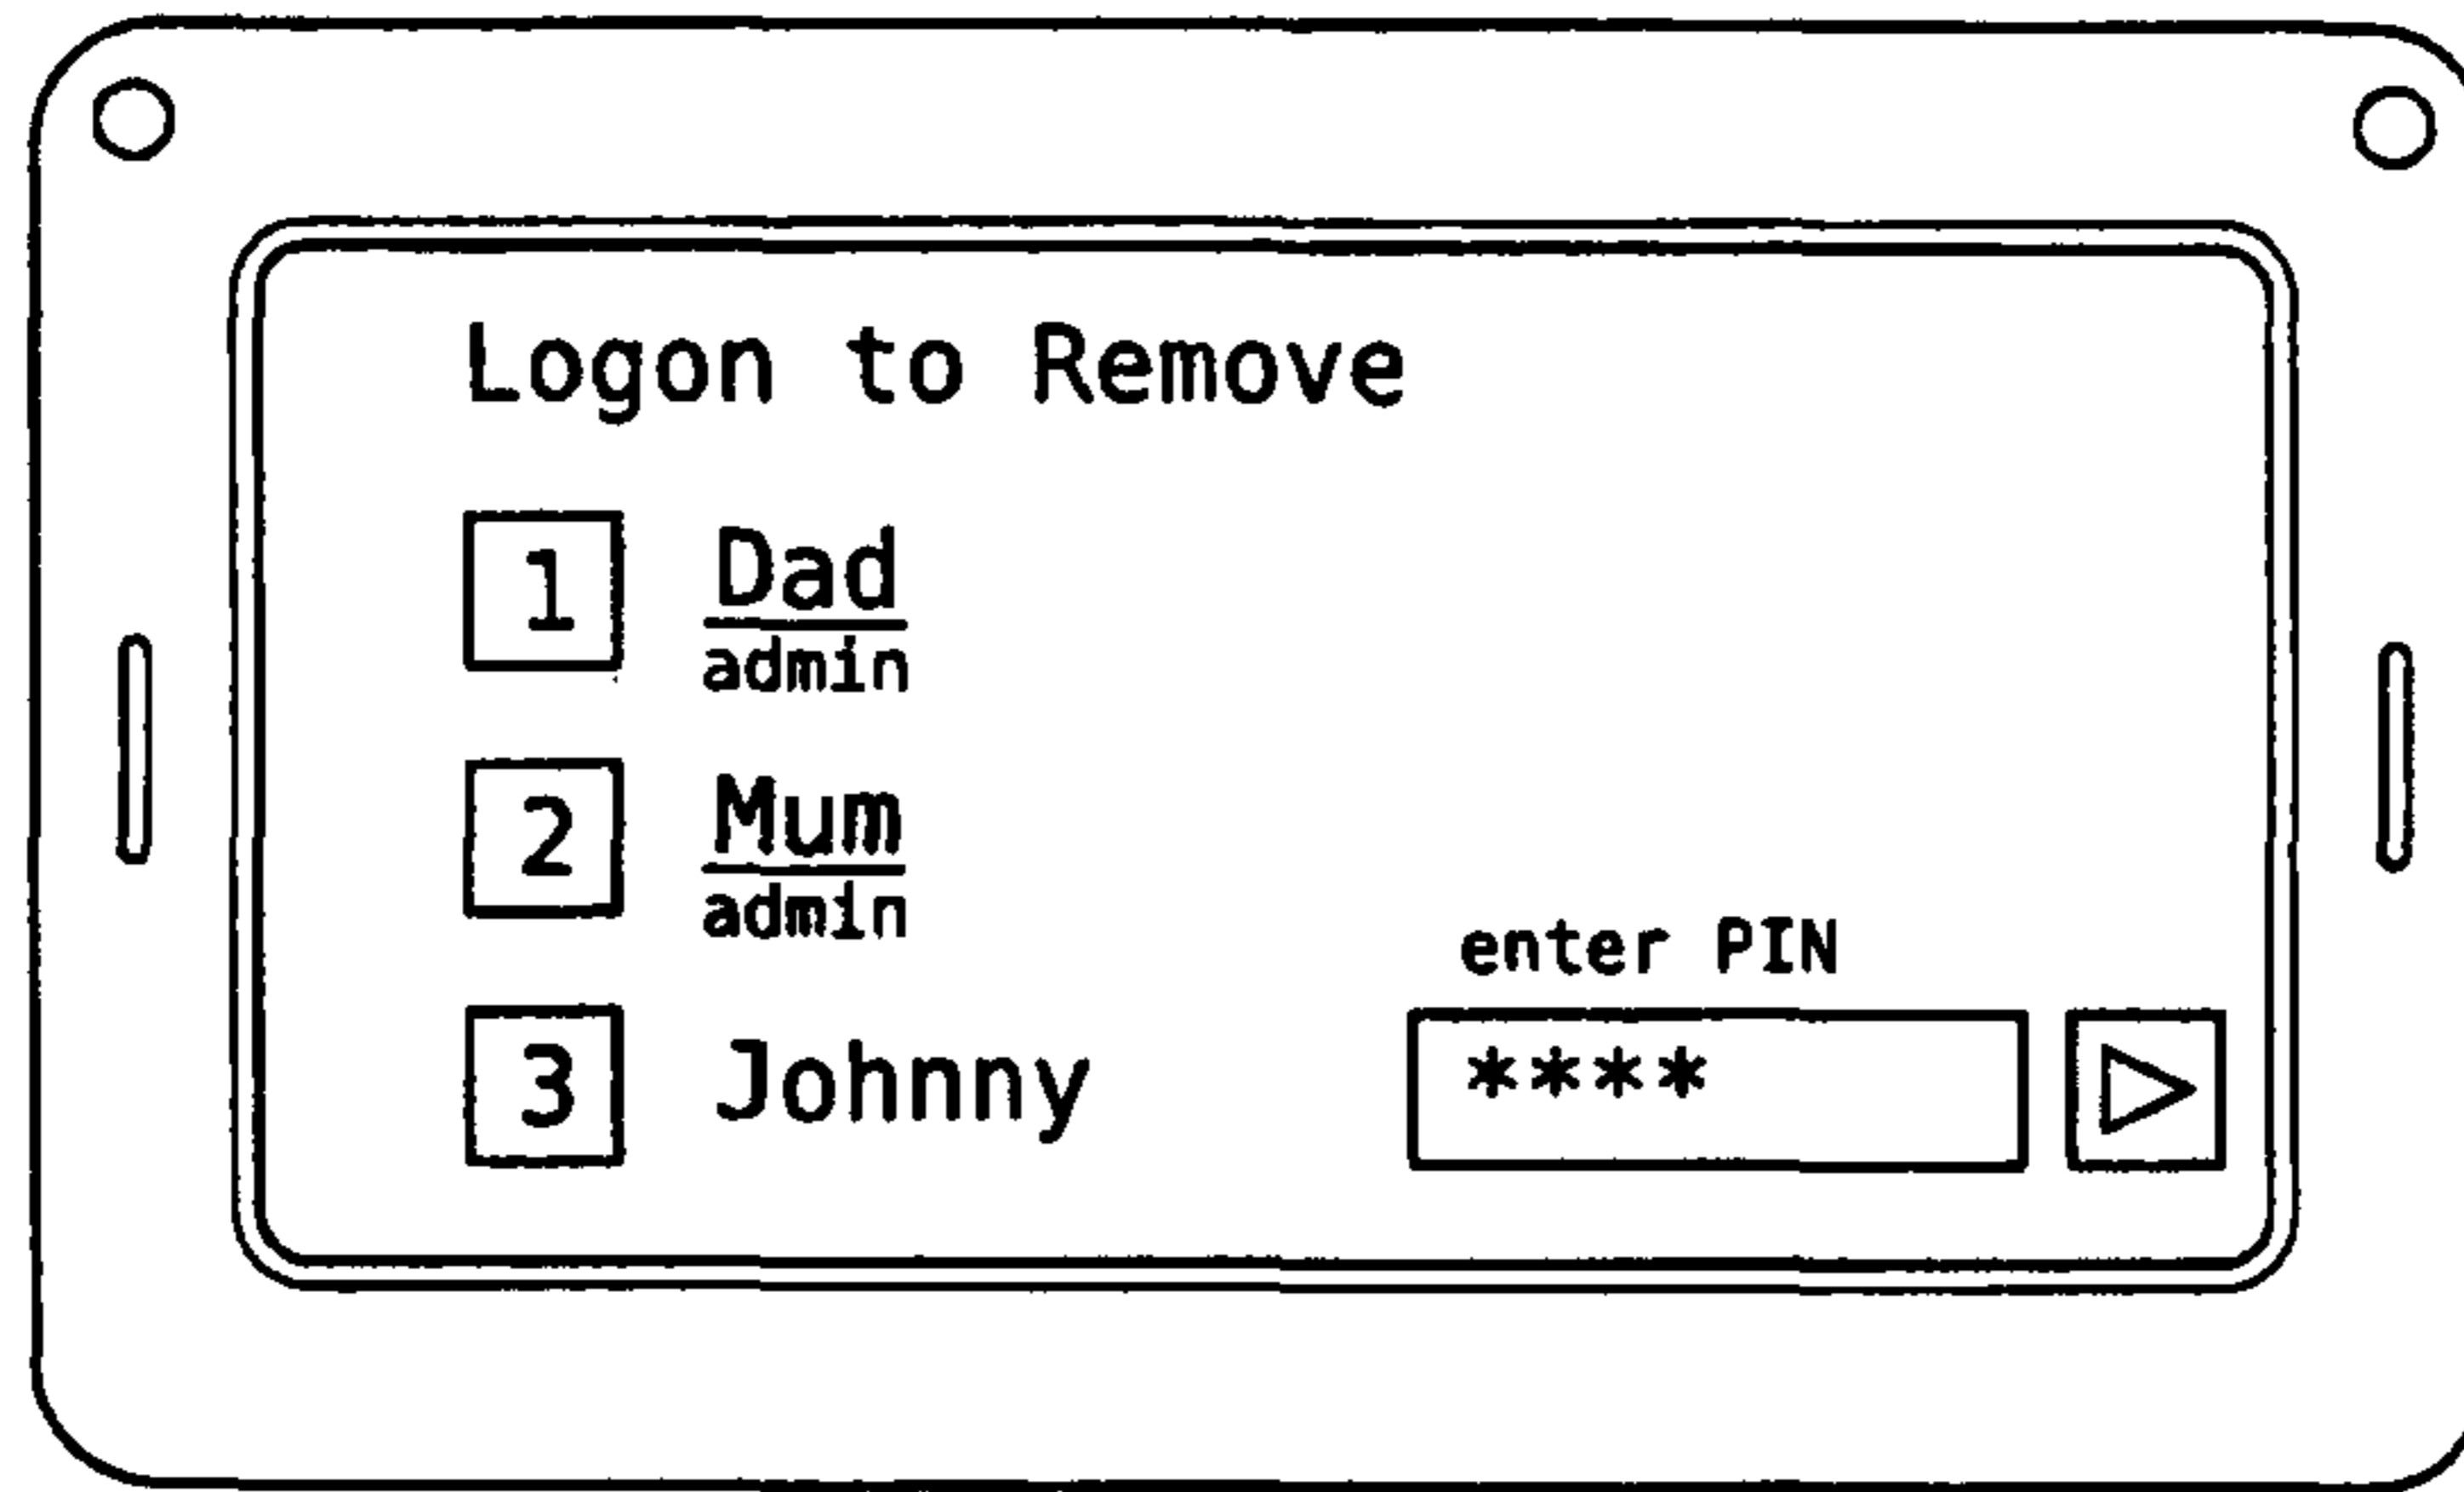 Logon to Remove
1 Dad
admin
2 Mum
admin
enter PIN
3 Johnny ****